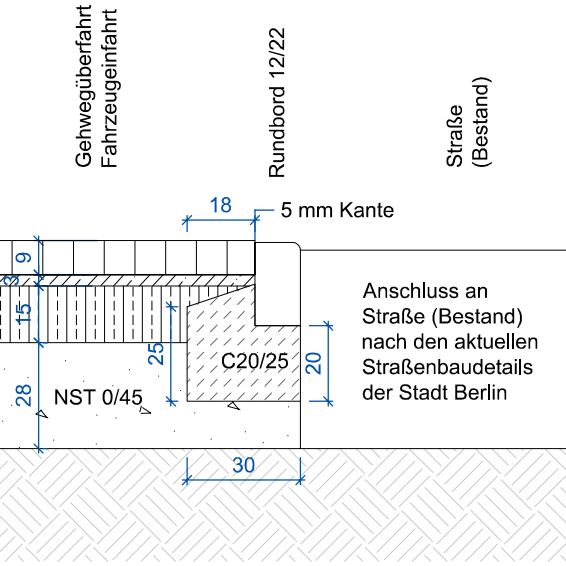 Gehwegüberfahrt
Fahrzeugeinfahrt
Rundbord 12/22
Straße
(Bestand)
18
5 mm Kante
9
3
15
25
28
NST 0/45
C20/25
20
30
Anschluss an
Straße (Bestand)
nach den aktuellen
Straßenbaudetails
der Stadt Berlin